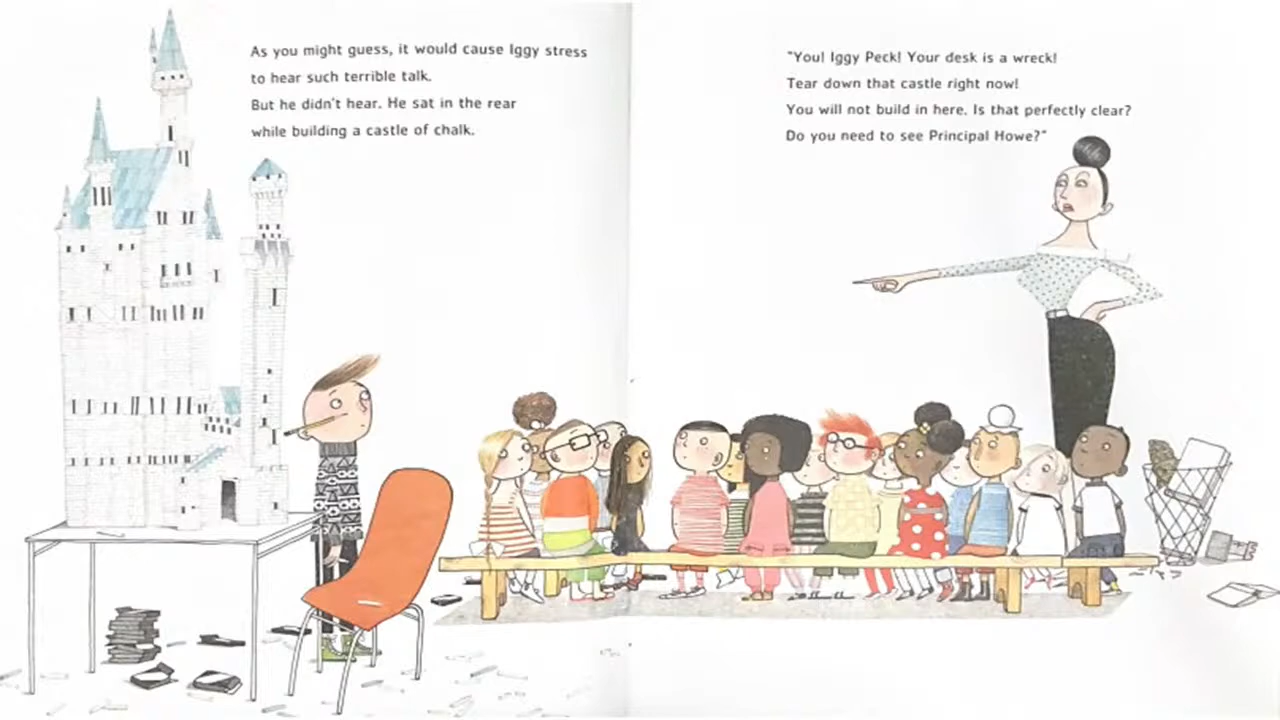 As you might guess, it would cause Iggy stress
to hear such terrible talk.
But he didn't hear. He sat in the rear
while building a castle of chalk.
"You! Iggy Peck! Your desk is a wreck!
Tear down that castle right now!
You will not build in here. Is that perfectly clear?
Do you need to see Principal Howe?"